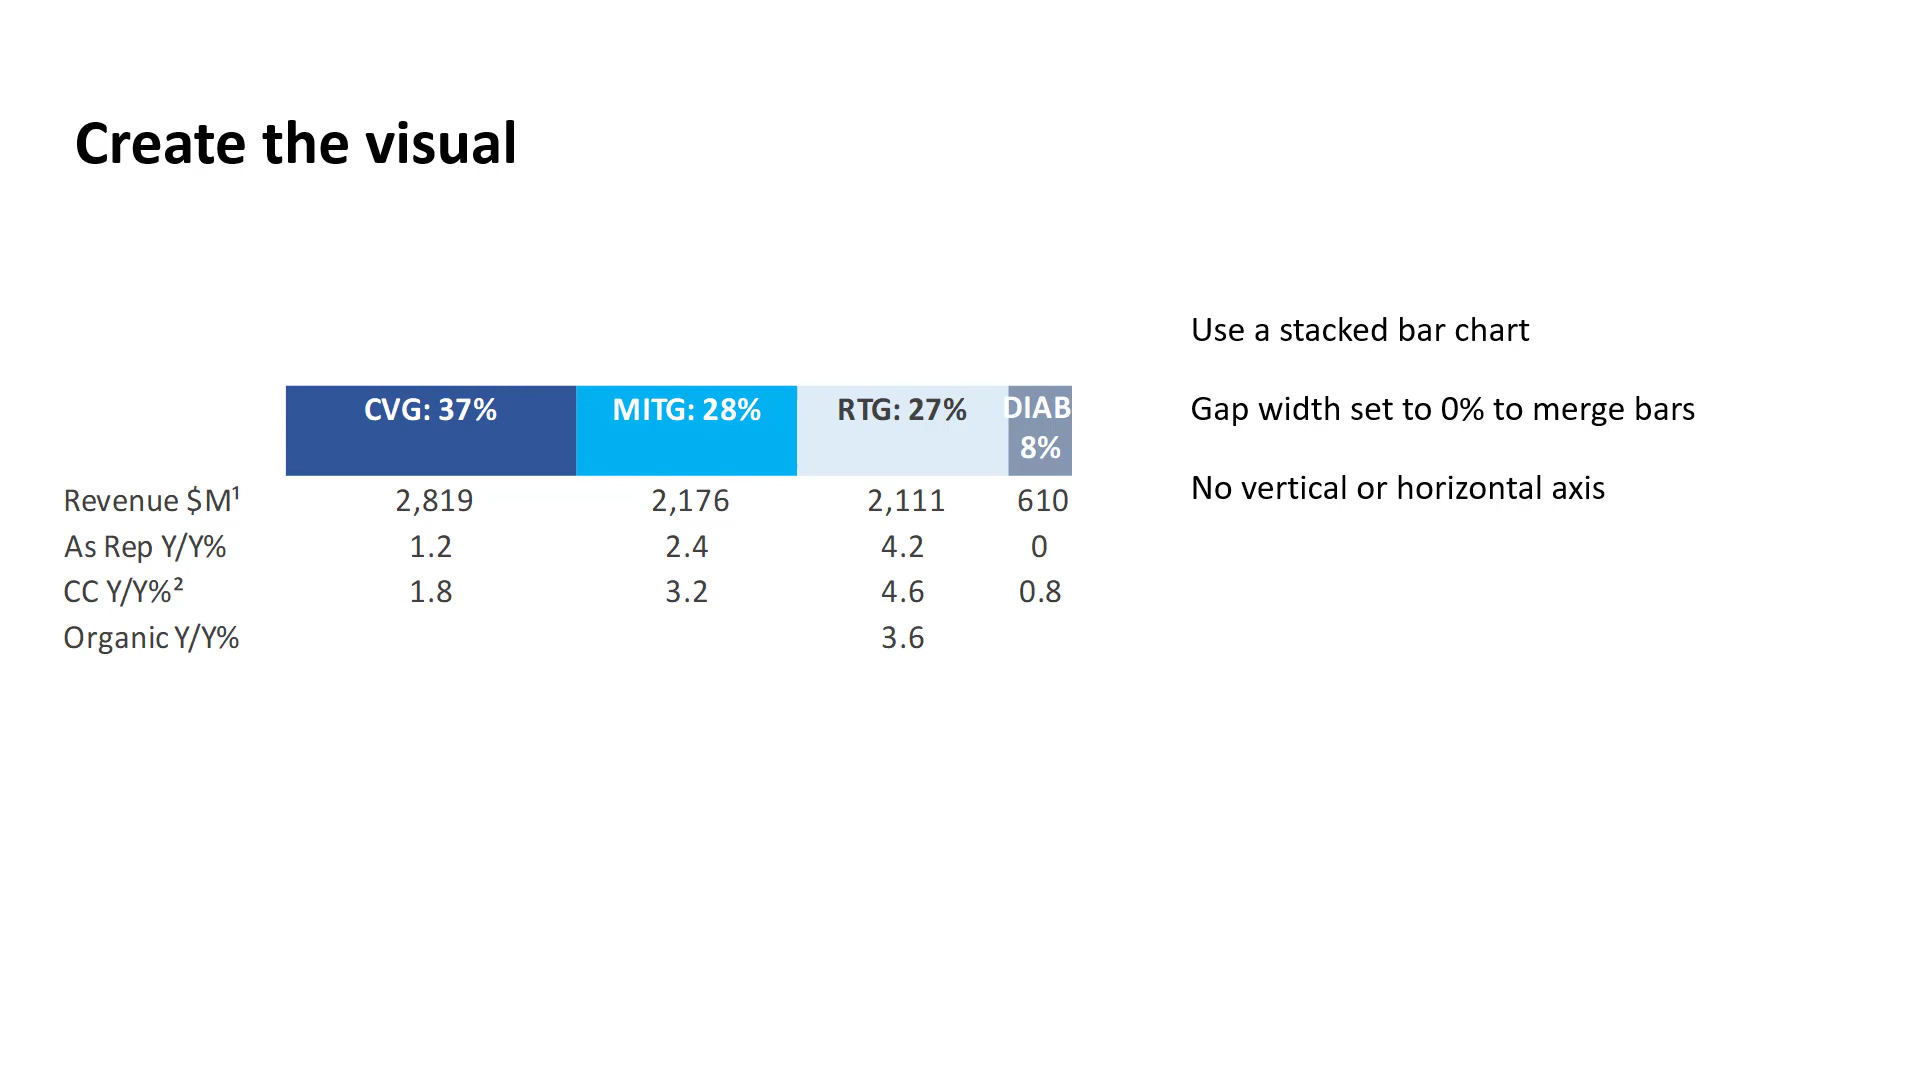 Create the visual
CVG: 37% MITG: 28% RTG: 27% DIAB
8%
Revenue $M¹ 2,819 2,176 2,111 610
As Rep Y/Y% 1.2 2.4 4.2 0
CC Y/Y%² 1.8 3.2 4.6 0.8
Organic Y/Y% 3.6
Use a stacked bar chart
Gap width set to 0% to merge bars
No vertical or horizontal axis